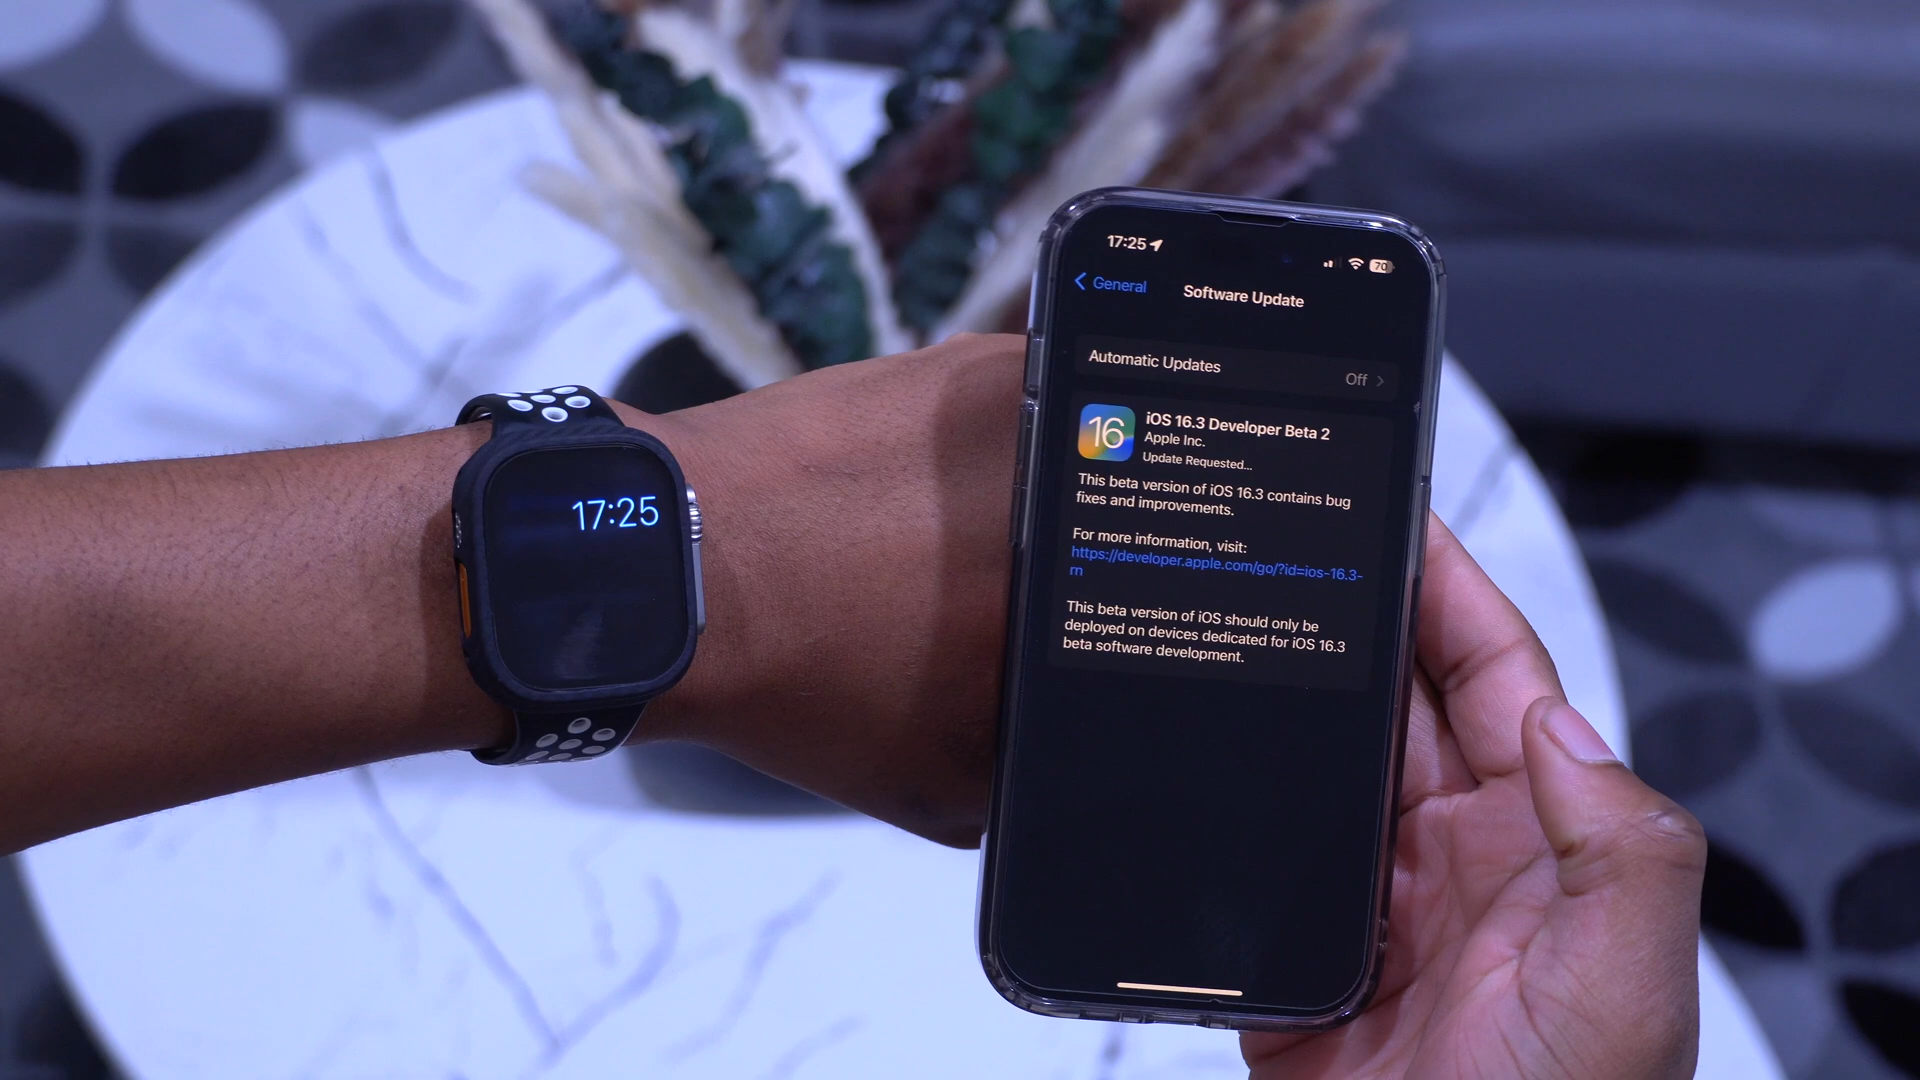 17:25
17:25
70
General
Software Update
Automatic Updates
Off
16
iOS 16.3 Developer Beta 2
Apple Inc.
Update Requested...
This beta version of iOS 16.3 contains bug
fixes and improvements.
For more information, visit:
https://developer.apple.com/go/?id=ios-16.3-
m
This beta version of iOS should only be
deployed on devices dedicated for iOS 16.3
beta software development.